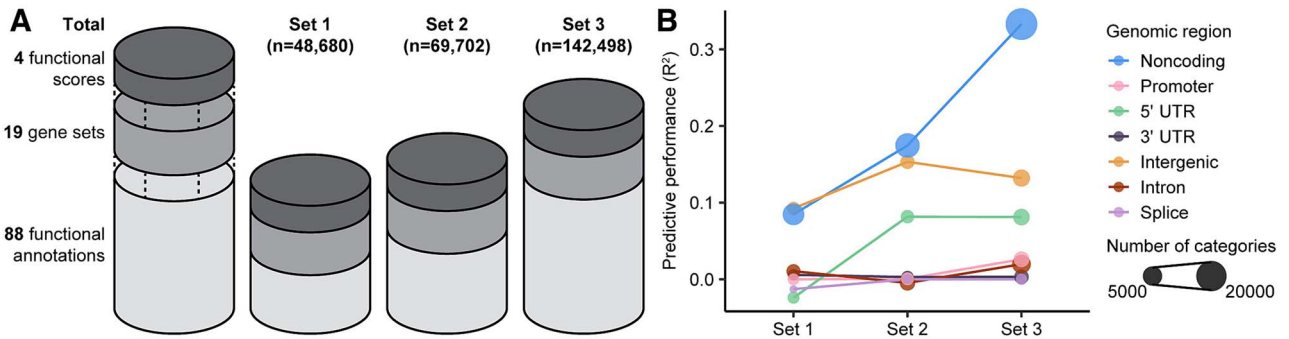 A
Total
4 functional
scores
19 gene sets
88 functional
annotations
Set 1
(n=48,680)
Set 2
(n=69,702)
Set 3
(n=142,498)
B
Predictive performance (R²)
0.3
0.2
0.1
0.0
Set 1
Set 2
Set 3
Genomic region
Noncoding
Promoter
5' UTR
3' UTR
Intergenic
Intron
Splice
Number of categories
5000
20000